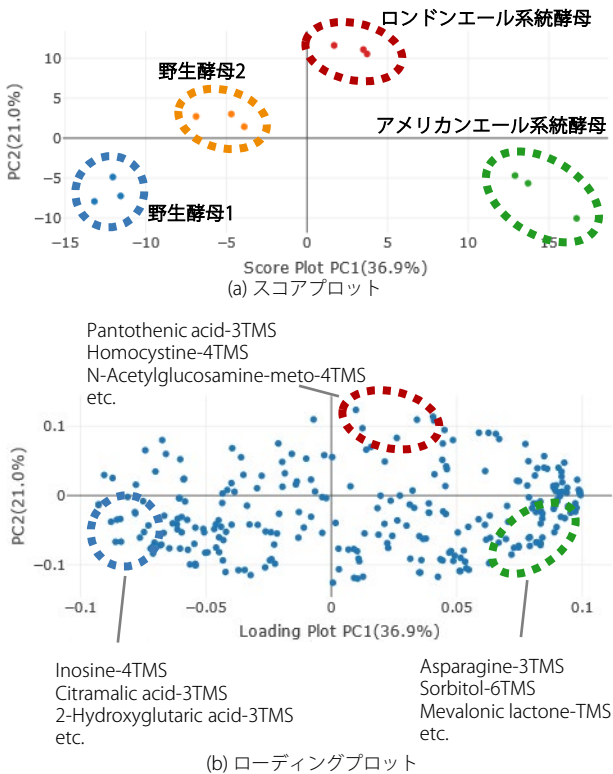 ロンドンエール系統酵母
10
野生酵母2
5
アメリカンエール系統酵母
0
PC2(21.0%)
−5
−10
野生酵母1
−15
−10
−5
0
5
10
15
Score Plot PC1(36.9%)
(a) スコアプロット
Pantothenic acid-3TMS
Homocystine-4TMS
N-Acetylglucosamine-meto-4TMS
etc.
0.1
0
PC2(21.0%)
−0.1
−0.1
−0.05
0
0.05
0.1
Loading Plot PC1(36.9%)
Inosine-4TMS
Citramalic acid-3TMS
2-Hydroxyglutaric acid-3TMS
etc.
Asparagine-3TMS
Sorbitol-6TMS
Mevalonic lactone-TMS
etc.
(b) ローディングプロット